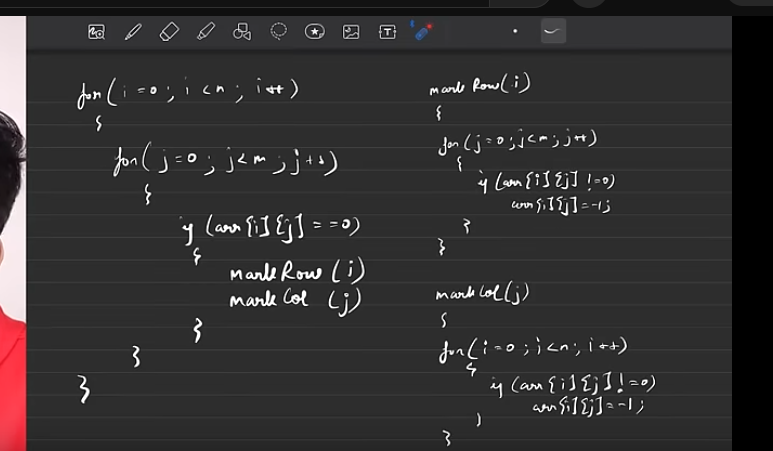 for(i=0; i<n; i++)
{
for(j=0; j<m; j++)
{
if (arr[i][j]==0)
{
markRow(i)
markCol(j)
}
}
}
markRow(i)
{
for(j=0; j<m; j++)
{
if (arr[i][j] !=0)
arr[i][j]=-1;
}
}
markCol(j)
{
for(i=0; i<n; i++)
{
if (arr[i][j] !=0)
arr[i][j]=-1;
}
}